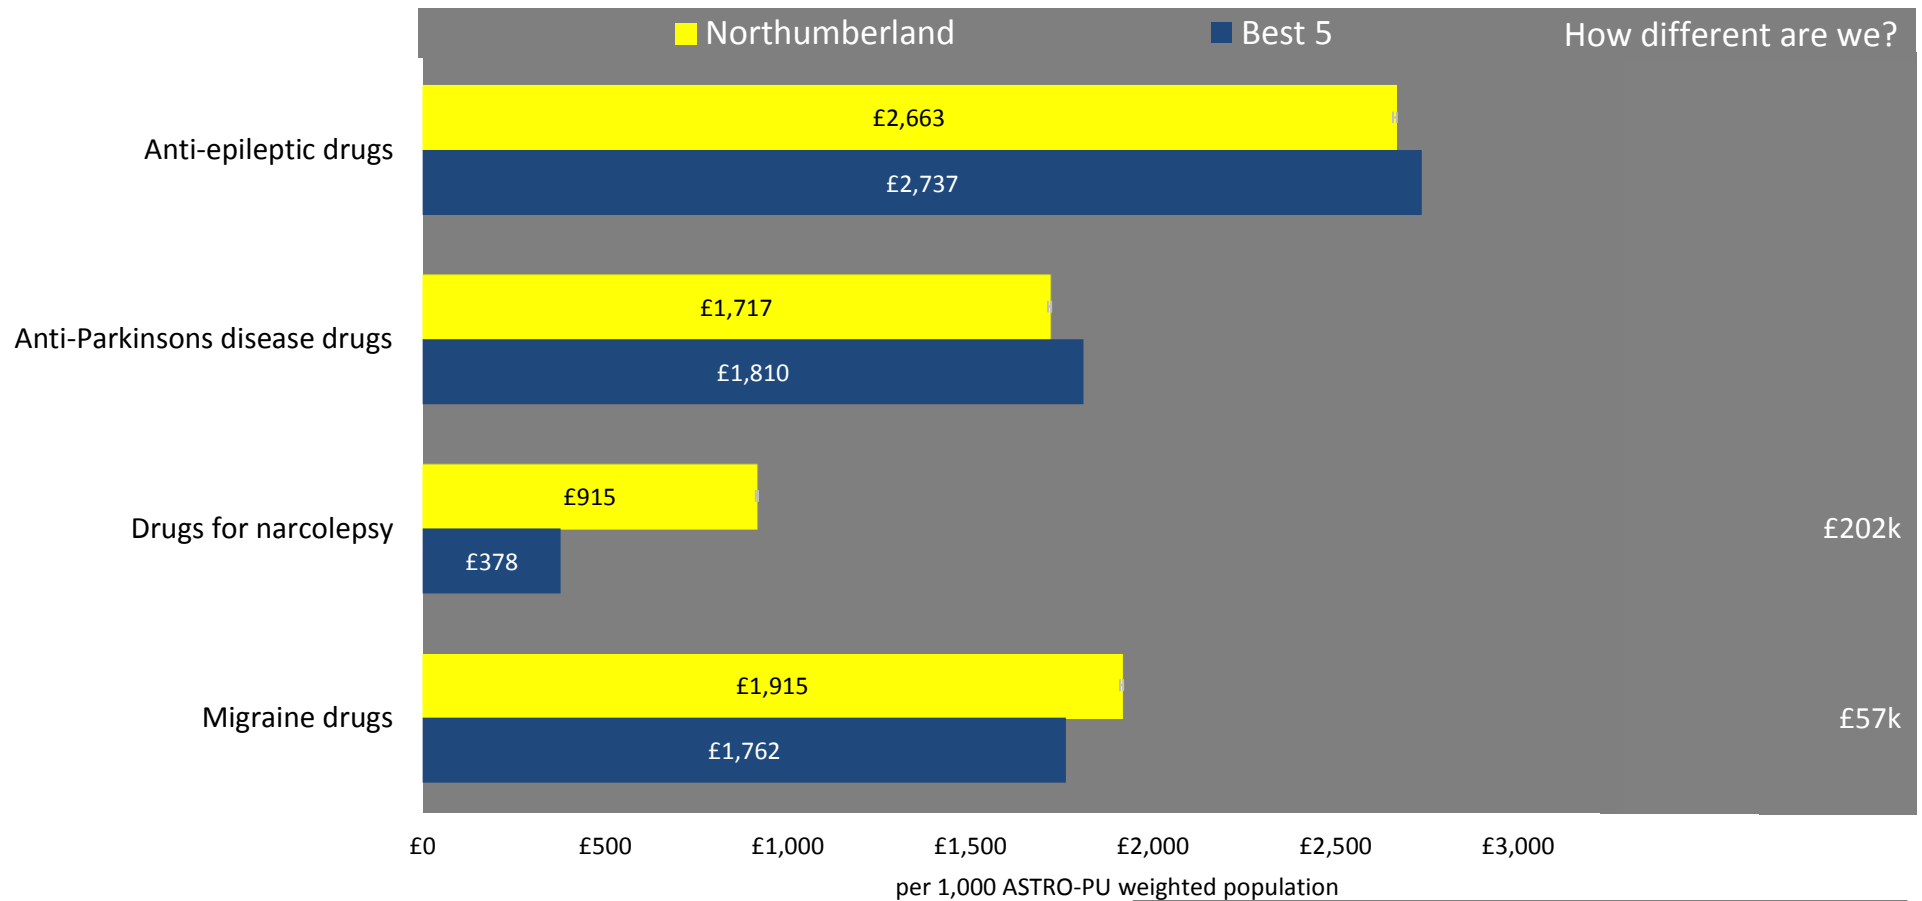 Northumberland Best 5 How different are we?
Anti-epileptic drugs
£2,663
£2,737
Anti-Parkinsons disease drugs
£1,717
£1,810
Drugs for narcolepsy
£915
£378
£202k
Migraine drugs
£1,915
£1,762
£57k
£0 £500 £1,000 £1,500 £2,000 £2,500 £3,000
per 1,000 ASTRO-PU weighted population